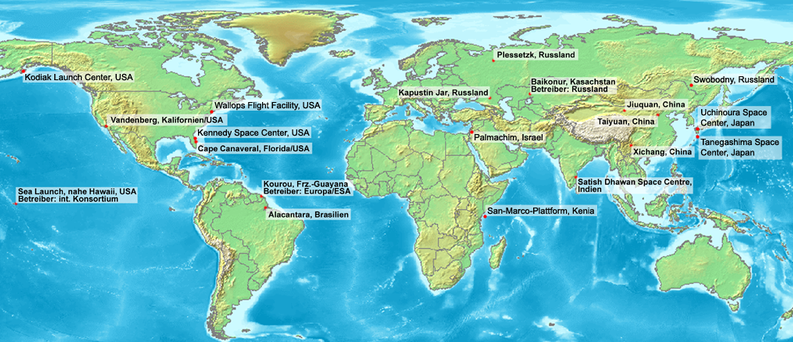 Plessetzk, Russland
Kodiak Launch Center, USA
Baikonur, Kasachstan
Betreiber: Russland
Swobodny, Russland
Kapustin Jar, Russland
Wallops Flight Facility, USA
Jiuquan, China
Vandenberg, Kalifornien/USA
Taiyuan, China
Uchinoura Space
Center, Japan
Kennedy Space Center, USA
Palmachim, Israel
Cape Canaveral, Florida/USA
Xichang, China
Tanegashima Space
Center, Japan
Sea Launch, nahe Hawaii, USA
Betreiber: int. Konsortium
Kourou, Frz.-Guayana
Betreiber: Europa/ESA
Satish Dhawan Space Centre,
Indien
Alacantara, Brasilien
San-Marco-Plattform, Kenia